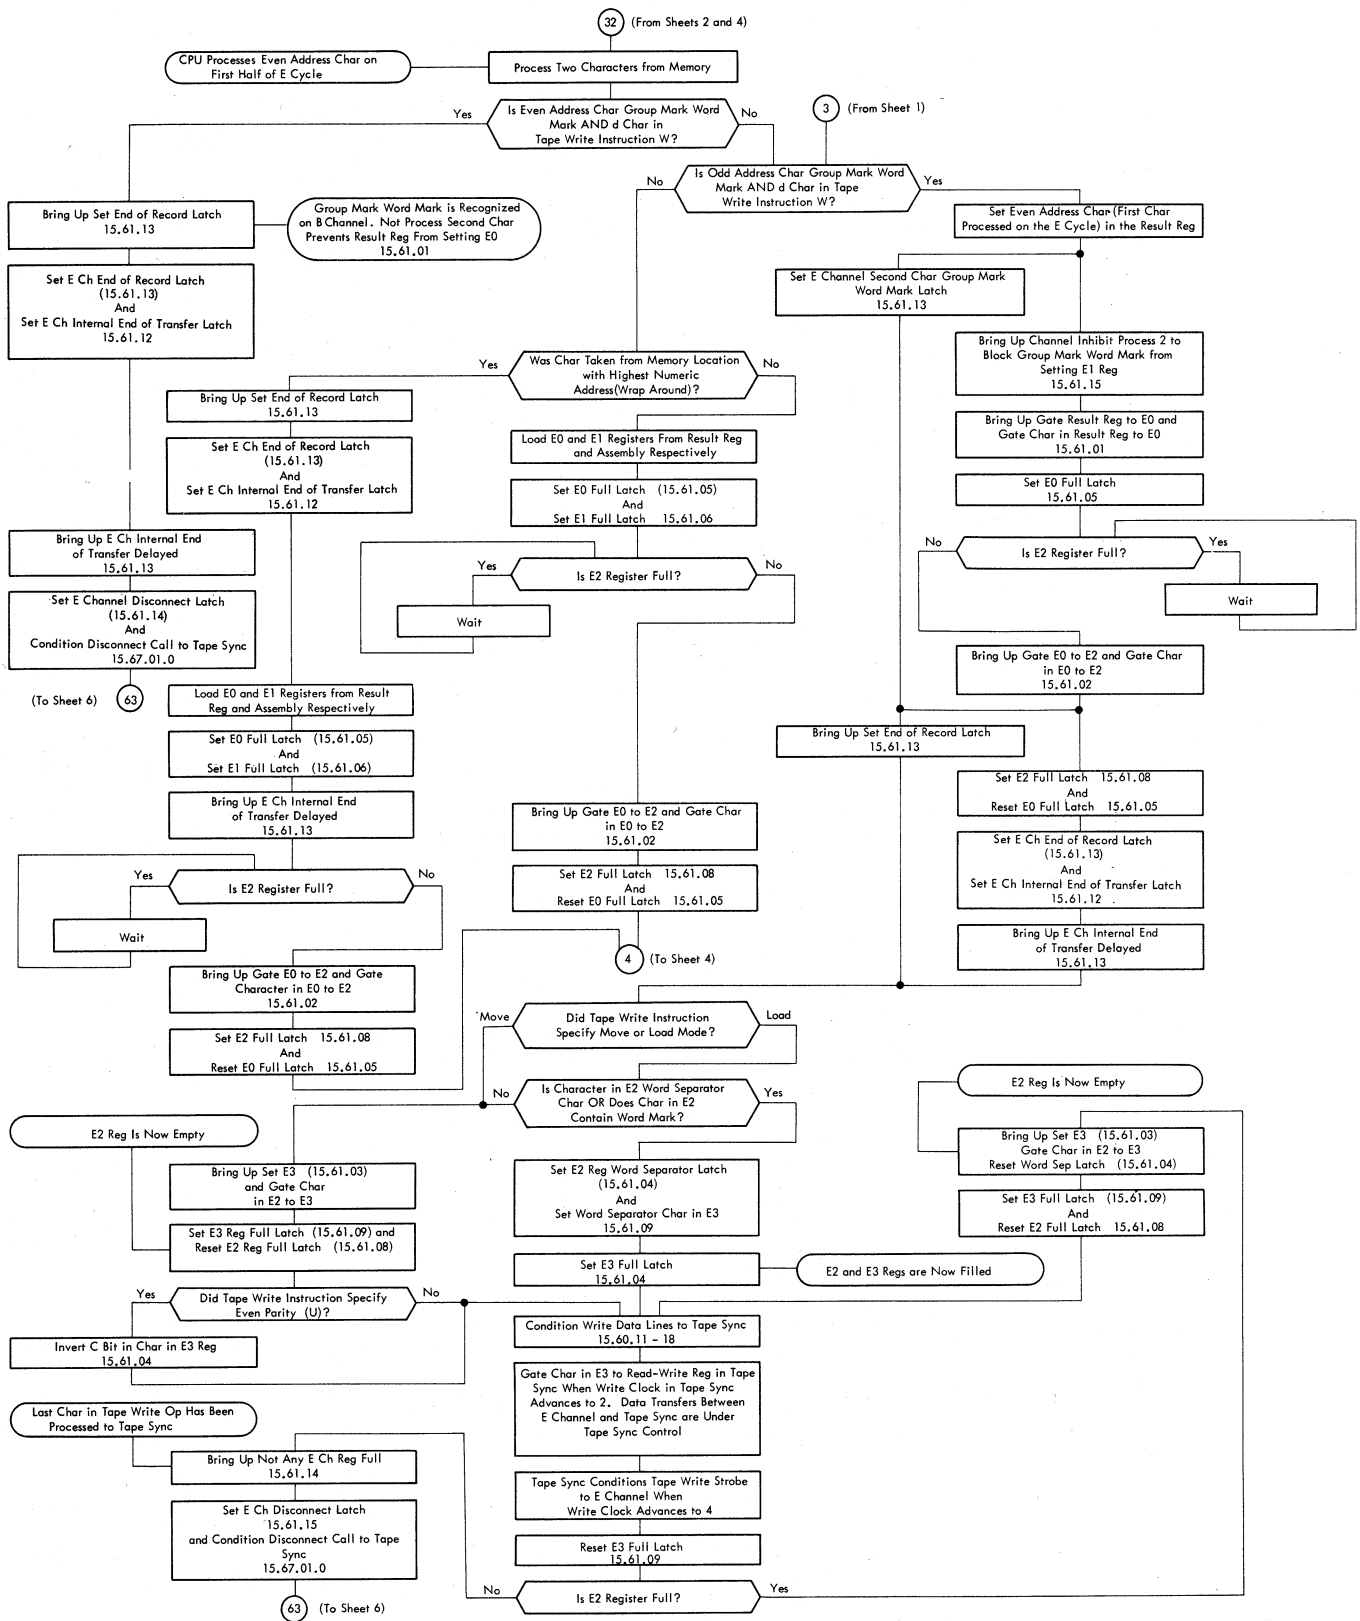 32 (From Sheets 2 and 4)
CPU Processes Even Address Char on
First Half of E Cycle
Process Two Characters from Memory
Is Even Address Char Group Mark Word
Mark AND d Char in
Tape Write Instruction W?
Yes
No
3 (From Sheet 1)
Is Odd Address Char Group Mark Word
Mark AND d Char in Tape
Write Instruction W?
No
Yes
Bring Up Set End of Record Latch
15.61.13
Group Mark Word Mark is Recognized
on B Channel. Not Process Second Char
Prevents Result Reg From Setting E0
15.61.01
Set Even Address Char (First Char
Processed on the E Cycle) in the Result Reg
Set E Ch End of Record Latch
(15.61.13)
And
Set E Ch Internal End of Transfer Latch
15.61.12
Set E Channel Second Char Group Mark
Word Mark Latch
15.61.13
Bring Up Channel Inhibit Process 2 to
Block Group Mark Word Mark from
Setting E1 Reg
15.61.15
Was Char Taken from Memory Location
with Highest Numeric
Address(Wrap Around)?
Yes
No
Bring Up Set End of Record Latch
15.61.13
Bring Up Gate Result Reg to E0 and
Gate Char in Result Reg to E0
15.61.01
Load E0 and E1 Registers From Result Reg
and Assembly Respectively
Set E Ch End of Record Latch
(15.61.13)
And
Set E Ch Internal End of Transfer Latch
15.61.12
Set E0 Full Latch (15.61.05)
And
Set E1 Full Latch 15.61.06
Set E0 Full Latch
15.61.05
Bring Up E Ch Internal End
of Transfer Delayed
15.61.13
Is E2 Register Full?
Yes
No
Wait
Is E2 Register Full?
No
Yes
Wait
Set E Channel Disconnect Latch
(15.61.14)
And
Condition Disconnect Call to Tape Sync
15.67.01.0
(To Sheet 6) 63
Bring Up Gate E0 to E2 and Gate Char
in E0 to E2
15.61.02
Load E0 and E1 Registers from Result
Reg and Assembly Respectively
Set E0 Full Latch (15.61.05)
And
Set E1 Full Latch (15.61.06)
Bring Up Set End of Record Latch
15.61.13
Bring Up E Ch Internal End
of Transfer Delayed
15.61.13
Bring Up Gate E0 to E2 and Gate Char
in E0 to E2
15.61.02
Set E2 Full Latch 15.61.08
And
Reset E0 Full Latch 15.61.05
Is E2 Register Full?
Yes
No
Wait
Set E2 Full Latch 15.61.08
And
Reset E0 Full Latch 15.61.05
Set E Ch End of Record Latch
(15.61.13)
And
Set E Ch Internal End of Transfer Latch
15.61.12
Bring Up E Ch Internal End
of Transfer Delayed
15.61.13
4 (To Sheet 4)
Bring Up Gate E0 to E2 and Gate
Character in E0 to E2
15.61.02
Set E2 Full Latch 15.61.08
And
Reset E0 Full Latch 15.61.05
Did Tape Write Instruction
Specify Move or Load Mode?
Move
Load
Is Character in E2 Word Separator
Char OR Does Char in E2
Contain Word Mark?
No
Yes
E2 Reg Is Now Empty
E2 Reg Is Now Empty
Bring Up Set E3 (15.61.03)
and Gate Char
in E2 to E3
Set E2 Reg Word Separator Latch
(15.61.04)
And
Set Word Separator Char in E3
15.61.09
Bring Up Set E3 (15.61.03)
Gate Char in E2 to E3
Reset Word Sep Latch (15.61.04)
Set E3 Reg Full Latch (15.61.09) and
Reset E2 Reg Full Latch (15.61.08)
Set E3 Full Latch (15.61.09)
And
Reset E2 Full Latch 15.61.08
Set E3 Full Latch
15.61.04
E2 and E3 Regs are Now Filled
Did Tape Write Instruction Specify
Even Parity (U)?
Yes
No
Invert C Bit in Char in E3 Reg
15.61.04
Condition Write Data Lines to Tape Sync
15.60.11 - 18
Gate Char in E3 to Read-Write Reg in Tape
Sync When Write Clock in Tape Sync
Advances to 2. Data Transfers Between
E Channel and Tape Sync are Under
Tape Sync Control
Last Char in Tape Write Op Has Been
Processed to Tape Sync
Bring Up Not Any E Ch Reg Full
15.61.14
Tape Sync Conditions Tape Write Strobe
to E Channel When
Write Clock Advances to 4
Set E Ch Disconnect Latch
15.61.15
and Condition Disconnect Call to Tape
Sync
15.67.01.0
Reset E3 Full Latch
15.61.09
Is E2 Register Full?
No
Yes
63 (To Sheet 6)